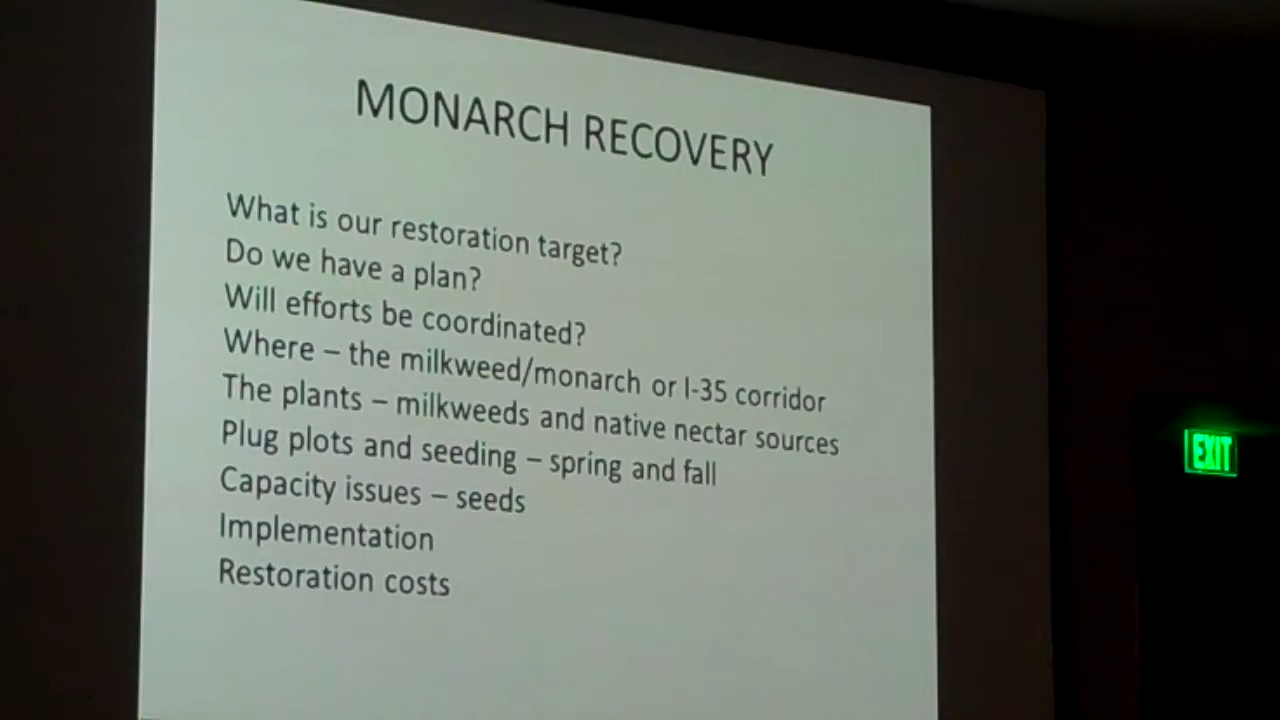 MONARCH RECOVERY
What is our restoration target?
Do we have a plan?
Will efforts be coordinated?
Where – the milkweed/monarch or I-35 corridor
The plants – milkweeds and native nectar sources
Plug plots and seeding – spring and fall
Capacity issues – seeds
Implementation
Restoration costs
EXIT